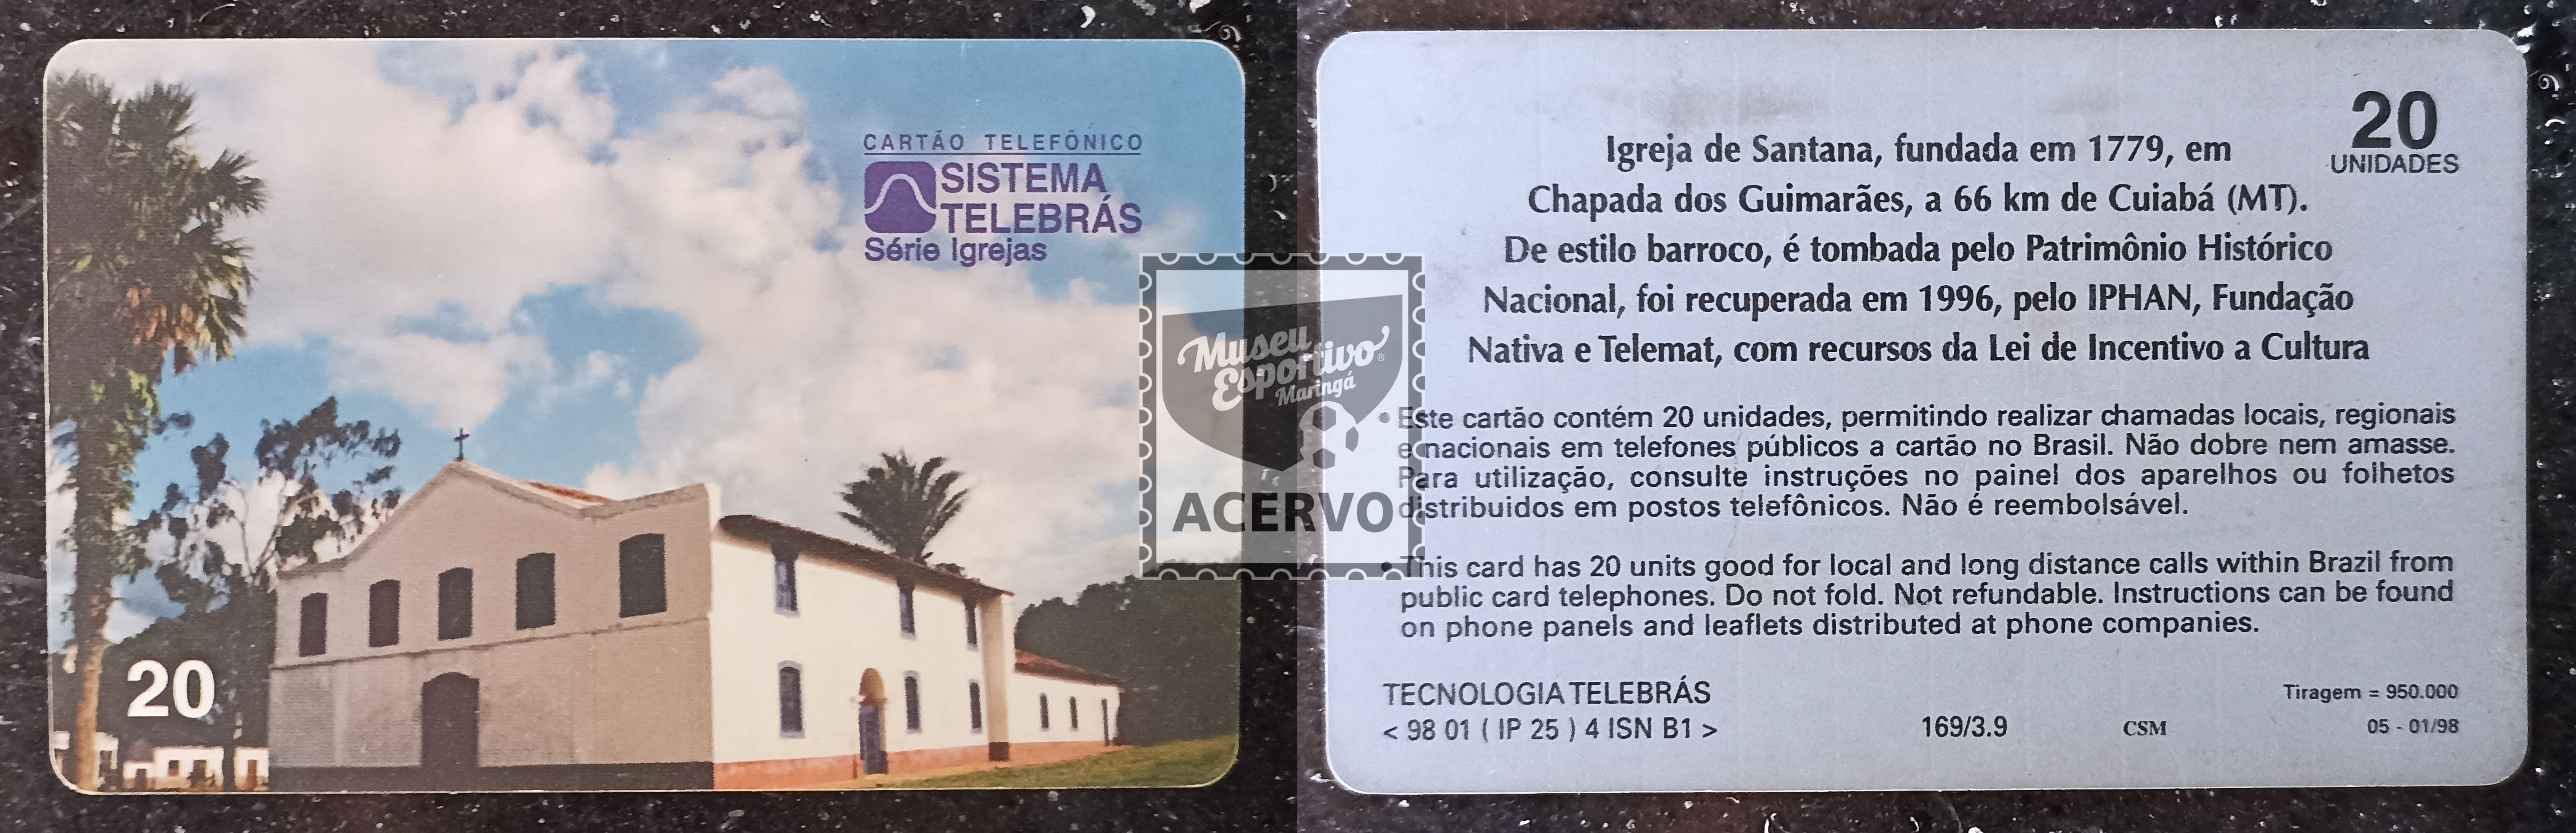 CARTÃO TELEFÔNICO
SISTEMA
TELEBRÁS
Série Igrejas
20
20
UNIDADES
Igreja de Santana, fundada em 1779, em
Chapada dos Guimarães, a 66 km de Cuiabá (MT).
De estilo barroco, é tombada pelo Patrimônio Histórico
Nacional, foi recuperada em 1996, pelo IPHAN, Fundação
Nativa e Telemat, com recursos da Lei de Incentivo a Cultura
• Este cartão contém 20 unidades, permitindo realizar chamadas locais, regionais
e nacionais em telefones públicos a cartão no Brasil. Não dobre nem amasse.
Para utilização, consulte instruções no painel dos aparelhos ou folhetos
distribuidos em postos telefônicos. Não é reembolsável.
• This card has 20 units good for local and long distance calls within Brazil from
public card telephones. Do not fold. Not refundable. Instructions can be found
on phone panels and leaflets distributed at phone companies.
TECNOLOGIA TELEBRÁS
Tiragem = 950.000
< 98 01 ( IP 25 ) 4 ISN B1 >
169/3.9
CSM
05 - 01/98
Museu
Esportivo®
Maringá
ACERVO